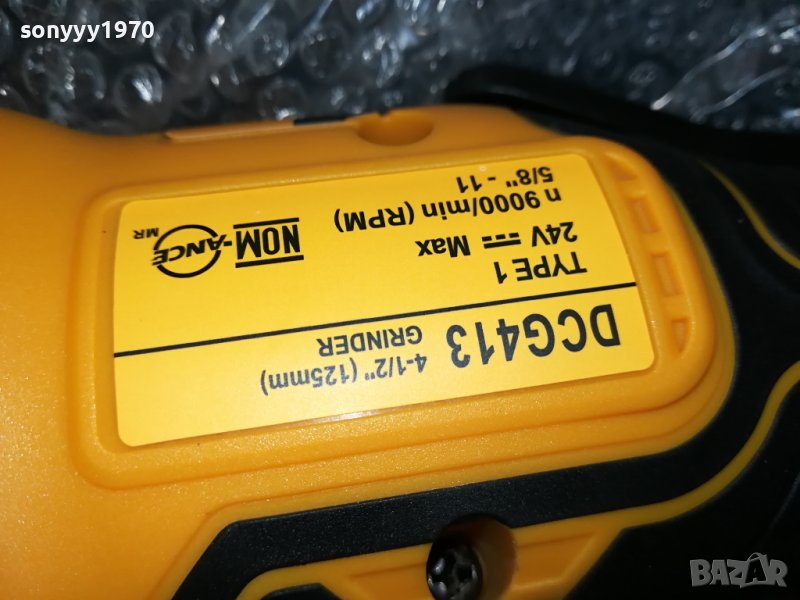 sonyyy1970
DCG413
4-1/2" (125mm)
GRINDER
TYPE 1
24V Max
n 9000/min (RPM)
5/8" - 11
NOM-ANCE
MR
BAZAR